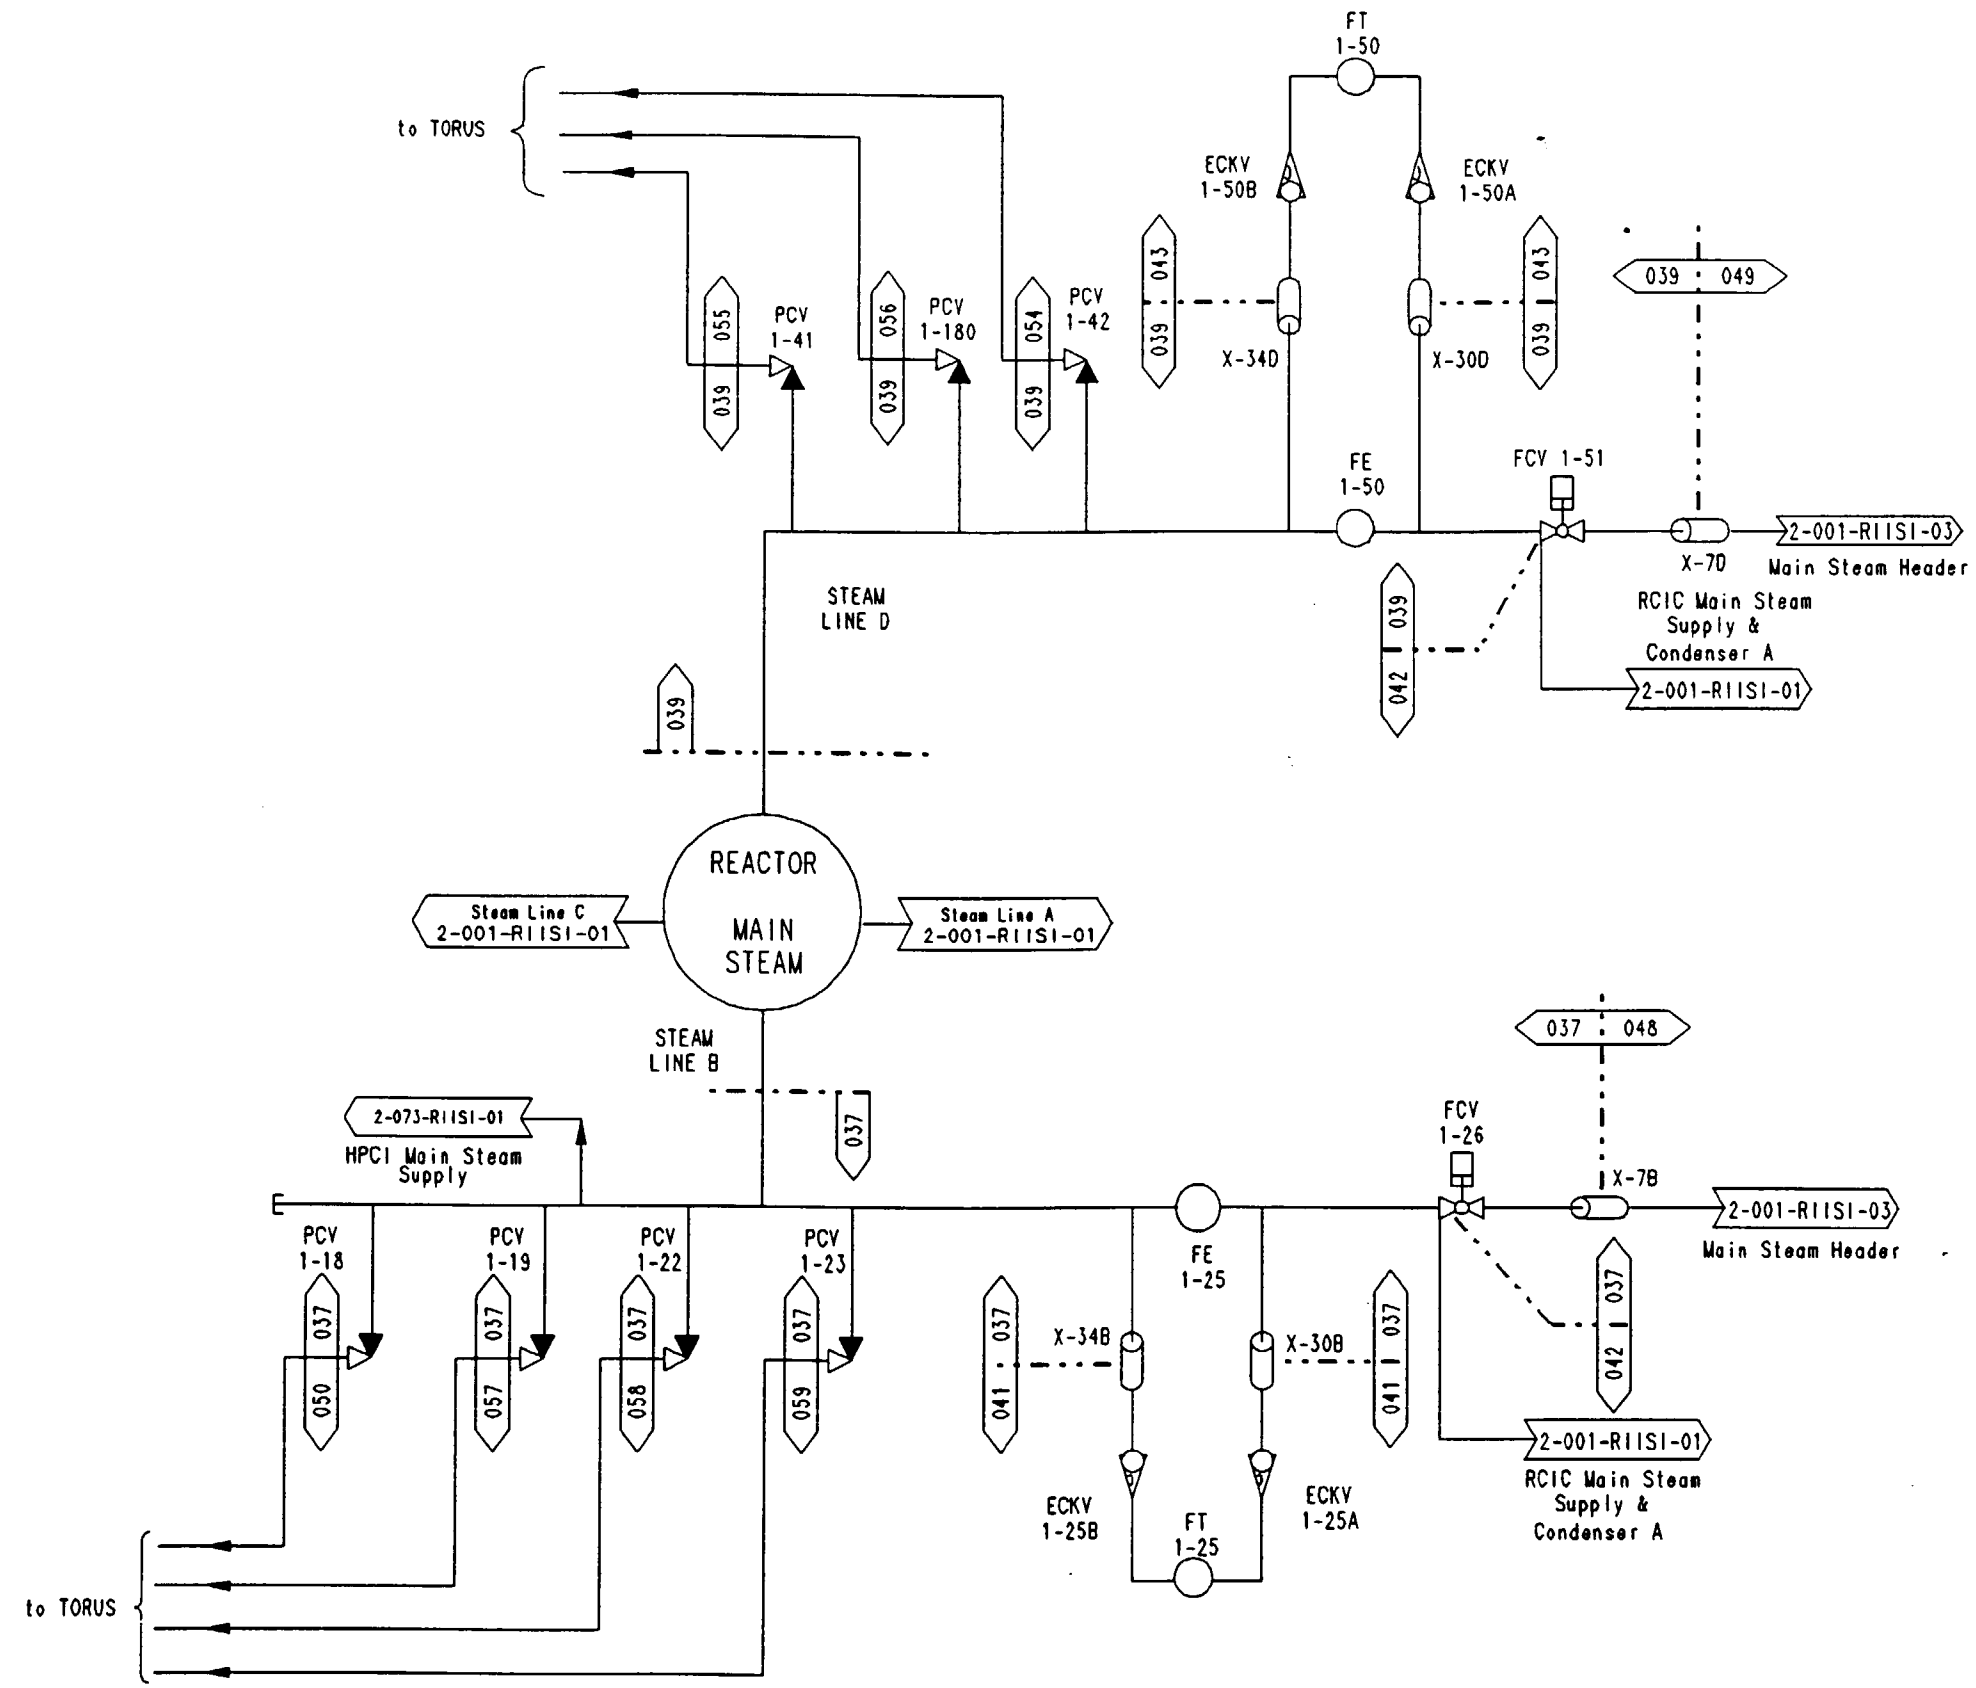 FT
1-50
to TORUS
ECKV
1-50B
ECKV
1-50A
043
039
043
039
039 049
055
039
PCV
1-41
056
039
PCV
1-180
054
039
PCV
1-42
X-34D
X-30D
FE
1-50
FCV 1-51
2-001-RIISI-03
X-7D
Main Steam Header
STEAM
LINE D
039
042
RCIC Main Steam
Supply &
Condenser A
2-001-RIISI-01
039
REACTOR
MAIN
STEAM
Steam Line C
2-001-RIISI-01
Steam Line A
2-001-RIISI-01
STEAM
LINE B
037 048
037
2-073-RIISI-01
HPCI Main Steam
Supply
FCV
1-26
X-7B
2-001-RIISI-03
Main Steam Header
PCV
1-18
PCV
1-19
PCV
1-22
PCV
1-23
FE
1-25
037
050
037
057
037
058
037
059
037
041
X-34B
X-30B
037
041
037
042
2-001-RIISI-01
RCIC Main Steam
Supply &
Condenser A
ECKV
1-25B
FT
1-25
ECKV
1-25A
to TORUS